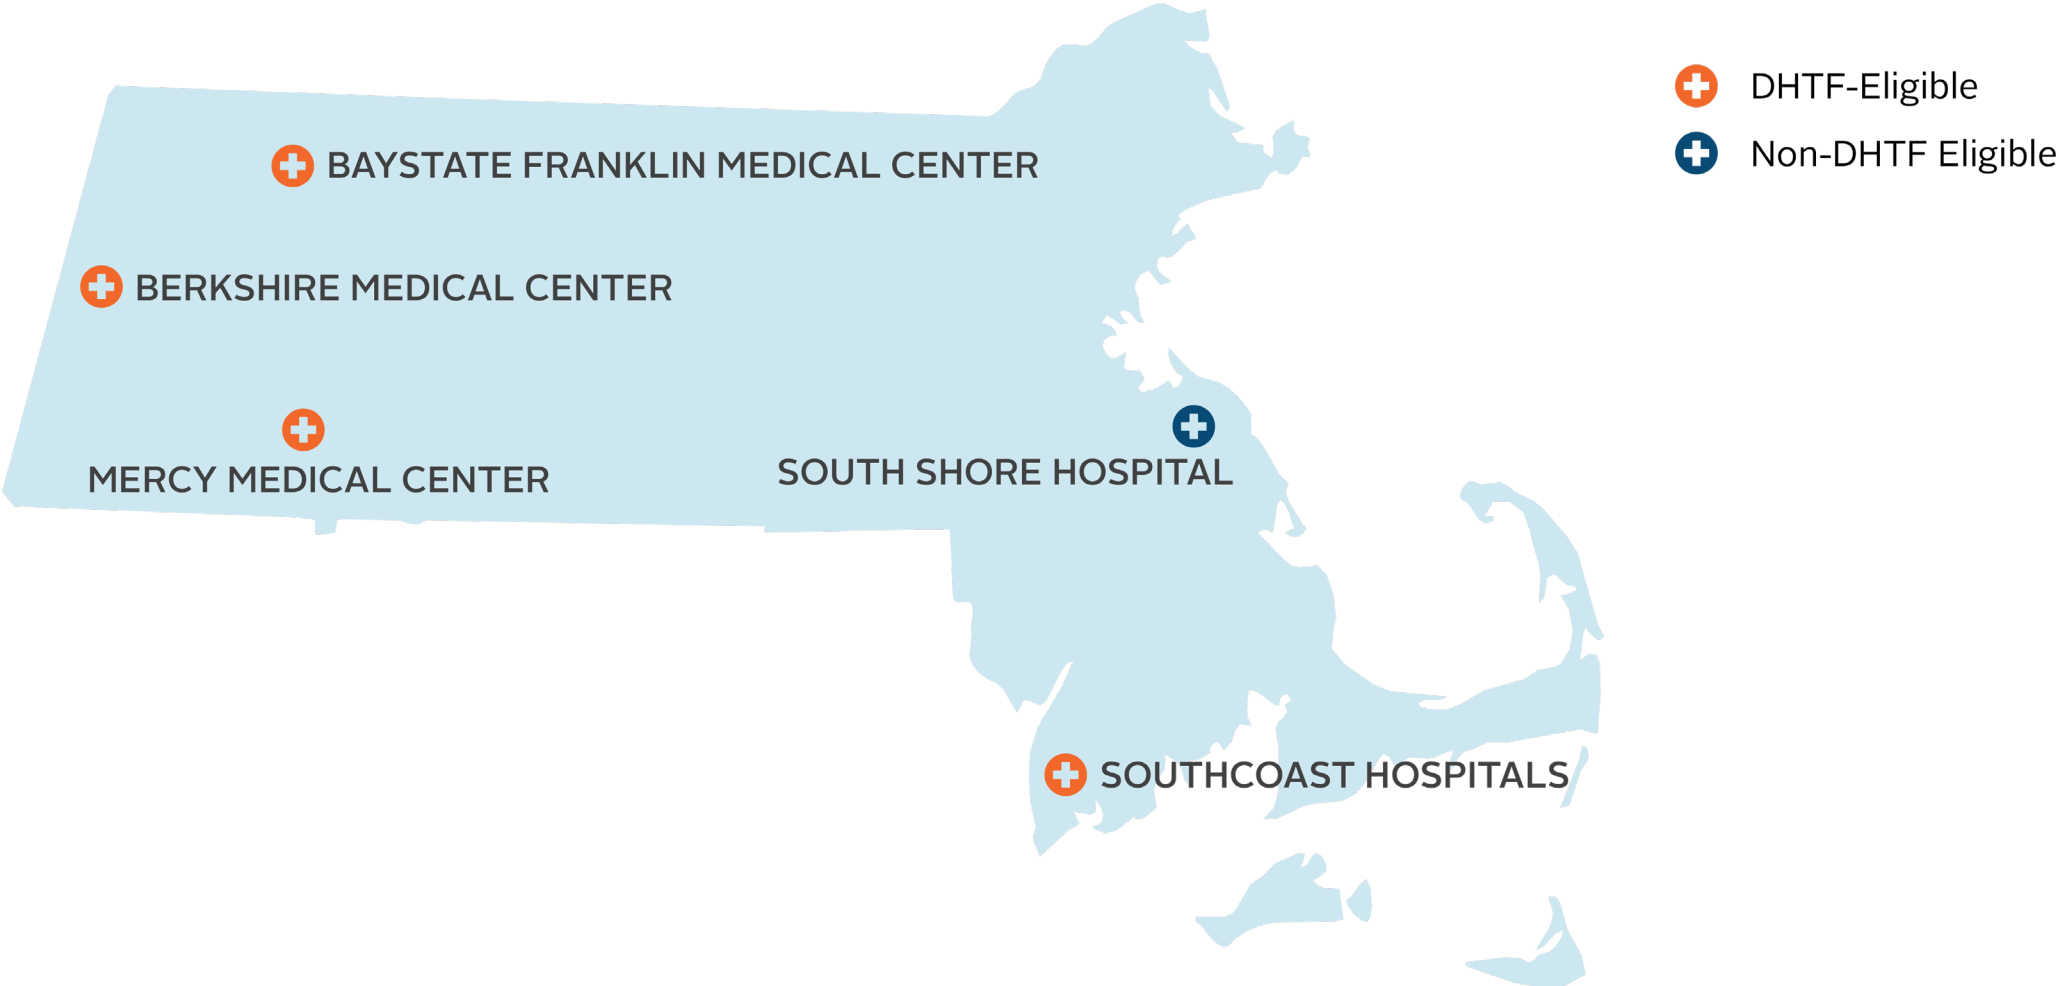 DHTF-Eligible
Non-DHTF Eligible
BAYSTATE FRANKLIN MEDICAL CENTER
BERKSHIRE MEDICAL CENTER
MERCY MEDICAL CENTER
SOUTH SHORE HOSPITAL
SOUTHCOAST HOSPITALS